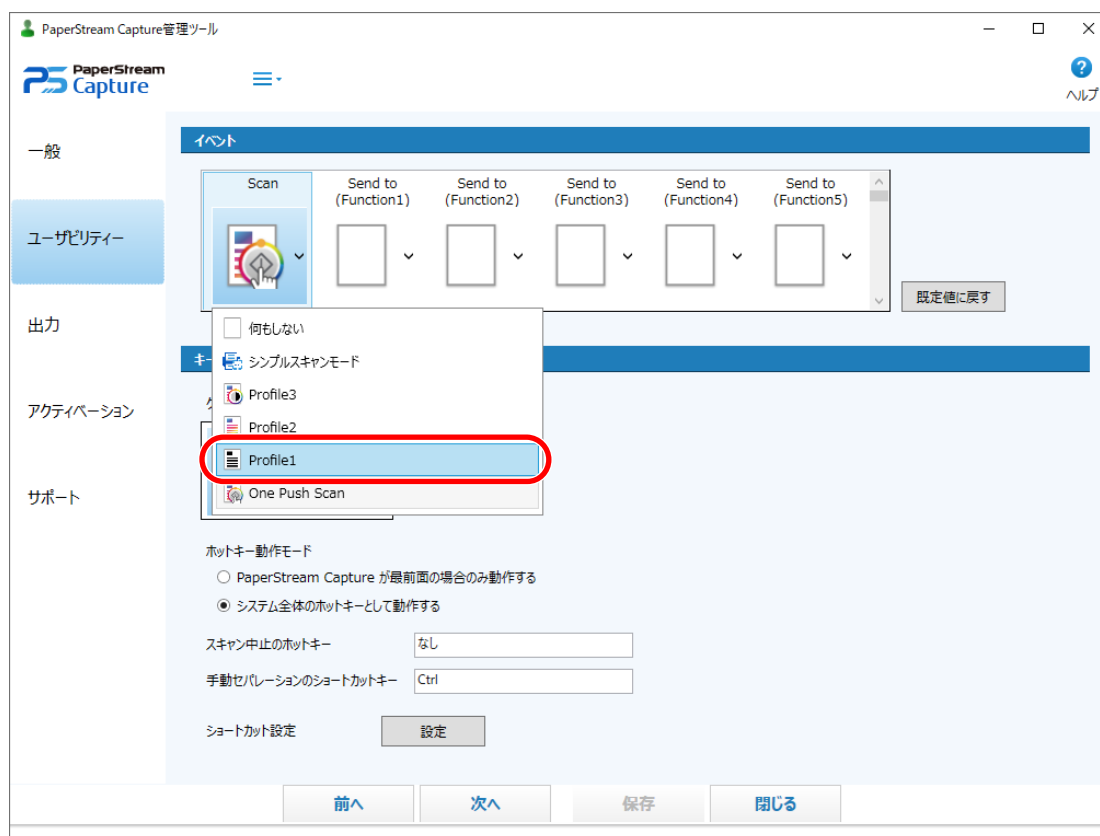 PaperStream Capture管理ツール
PaperStream
Capture
?
ヘルプ
一般
ユーザビリティー
出力
アクティベーション
サポート
イベント
Scan
Send to
(Function1)
Send to
(Function2)
Send to
(Function3)
Send to
(Function4)
Send to
(Function5)
既定値に戻す
何もしない
シンプルスキャンモード
Profile3
Profile2
Profile1
One Push Scan
キー
ホットキー動作モード
PaperStream Capture が最前面の場合のみ動作する
システム全体のホットキーとして動作する
スキャン中止のホットキー
なし
手動セパレーションのショートカットキー
Ctrl
ショートカット設定
設定
前へ
次へ
保存
閉じる